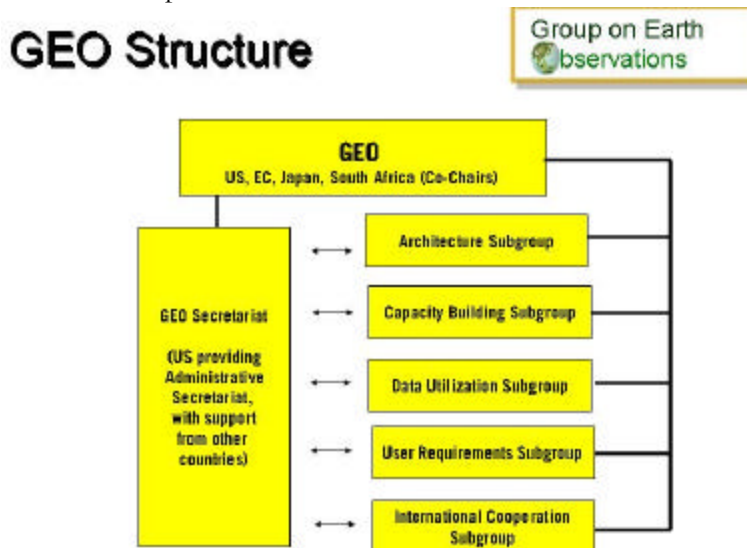 GEO Structure
Group on Earth
Observations
GEO
US, EC, Japan, South Africa (Co-Chairs)
GEO Secretariat
(US providing
Administrative
Secretariat,
with support
from other
countries)
Architecture Subgroup
Capacity Building Subgroup
Data Utilization Subgroup
User Requirements Subgroup
International Cooperation
Subgroup